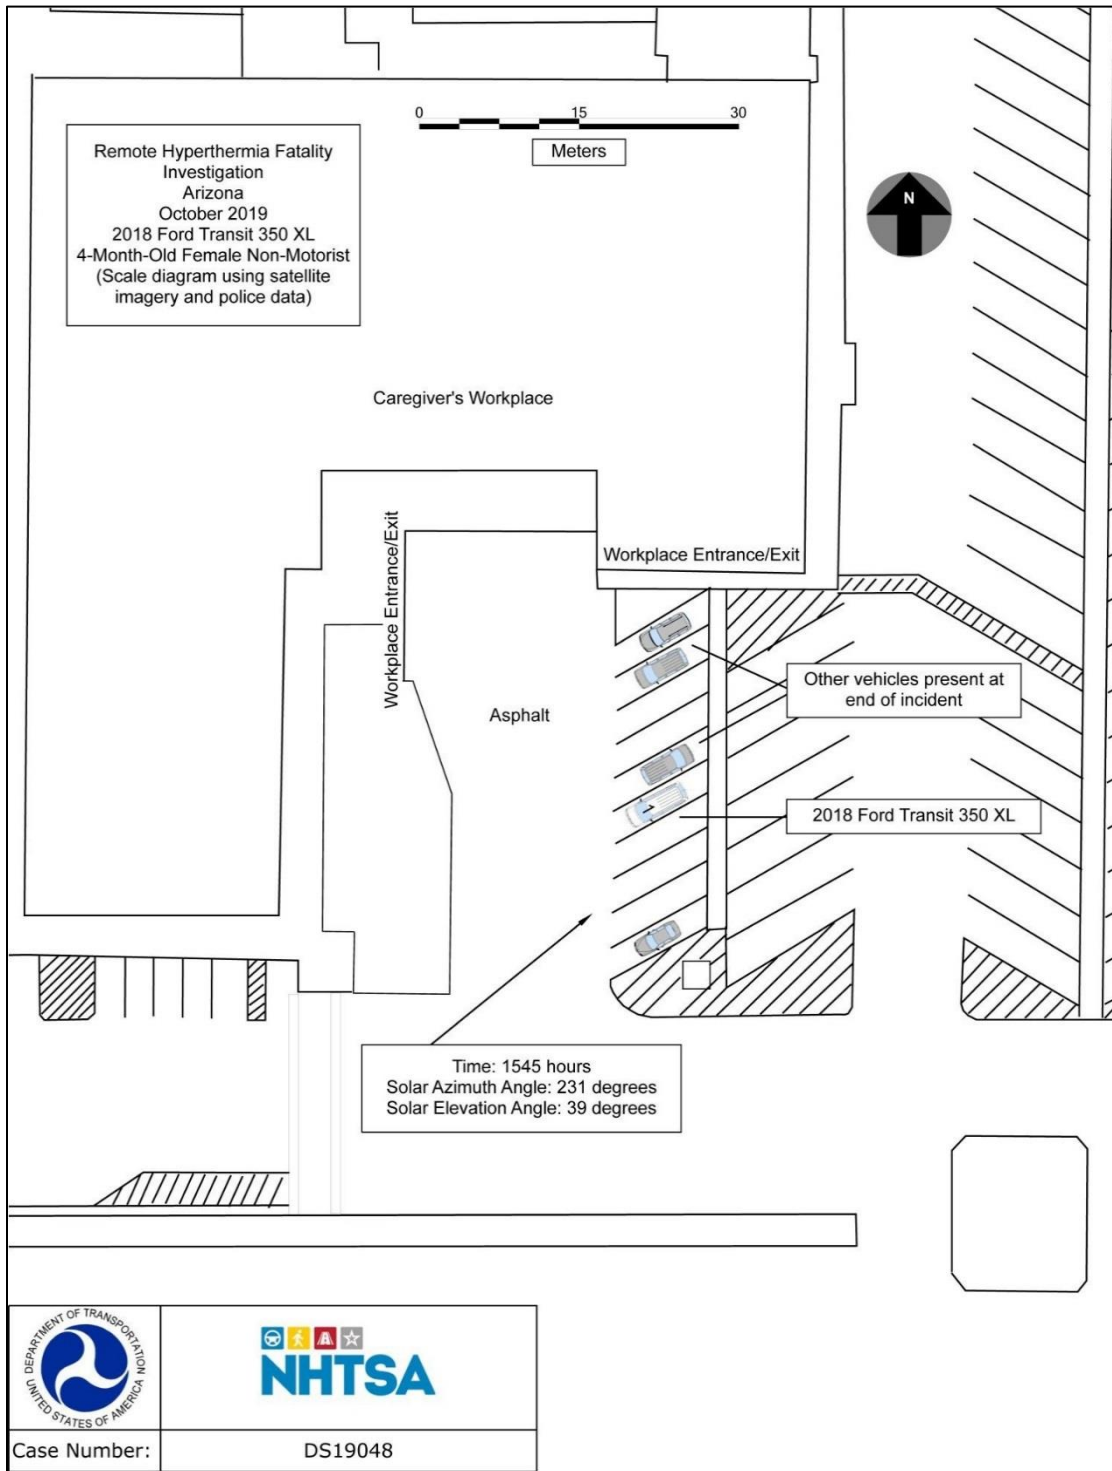 0 15 30
Meters
Remote Hyperthermia Fatality
Investigation
Arizona
October 2019
2018 Ford Transit 350 XL
4-Month-Old Female Non-Motorist
(Scale diagram using satellite
imagery and police data)
N
Caregiver's Workplace
Workplace Entrance/Exit
Workplace Entrance/Exit
Other vehicles present at
end of incident
Asphalt
2018 Ford Transit 350 XL
Time: 1545 hours
Solar Azimuth Angle: 231 degrees
Solar Elevation Angle: 39 degrees
DEPARTMENT OF TRANSPORTATION
UNITED STATES OF AMERICA
NHTSA
Case Number: DS19048